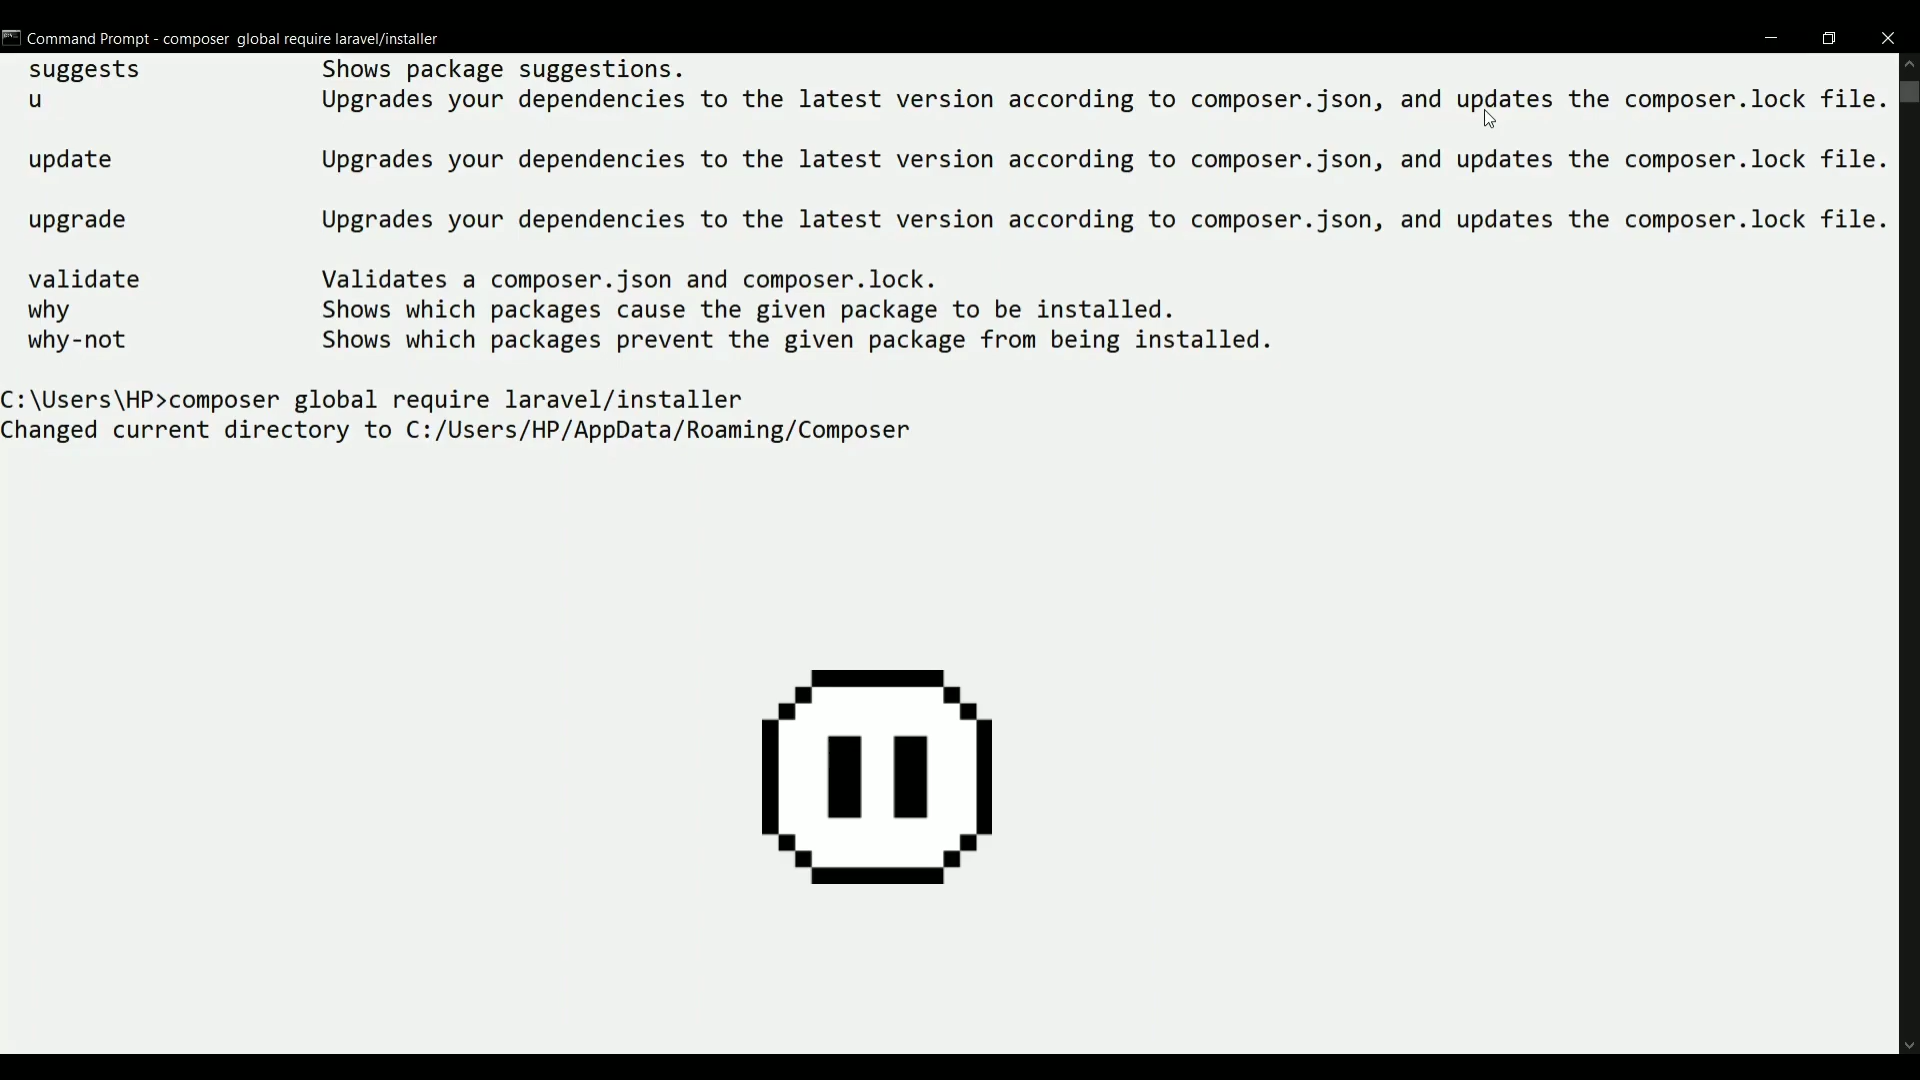 Command Prompt - composer  global require laravel/installer
suggests Shows package suggestions.
u Upgrades your dependencies to the latest version according to composer.json, and updates the composer.lock file.
update Upgrades your dependencies to the latest version according to composer.json, and updates the composer.lock file.
upgrade Upgrades your dependencies to the latest version according to composer.json, and updates the composer.lock file.
validate Validates a composer.json and composer.lock.
why Shows which packages cause the given package to be installed.
why-not Shows which packages prevent the given package from being installed.
C:\Users\HP>composer global require laravel/installer
Changed current directory to C:/Users/HP/AppData/Roaming/Composer